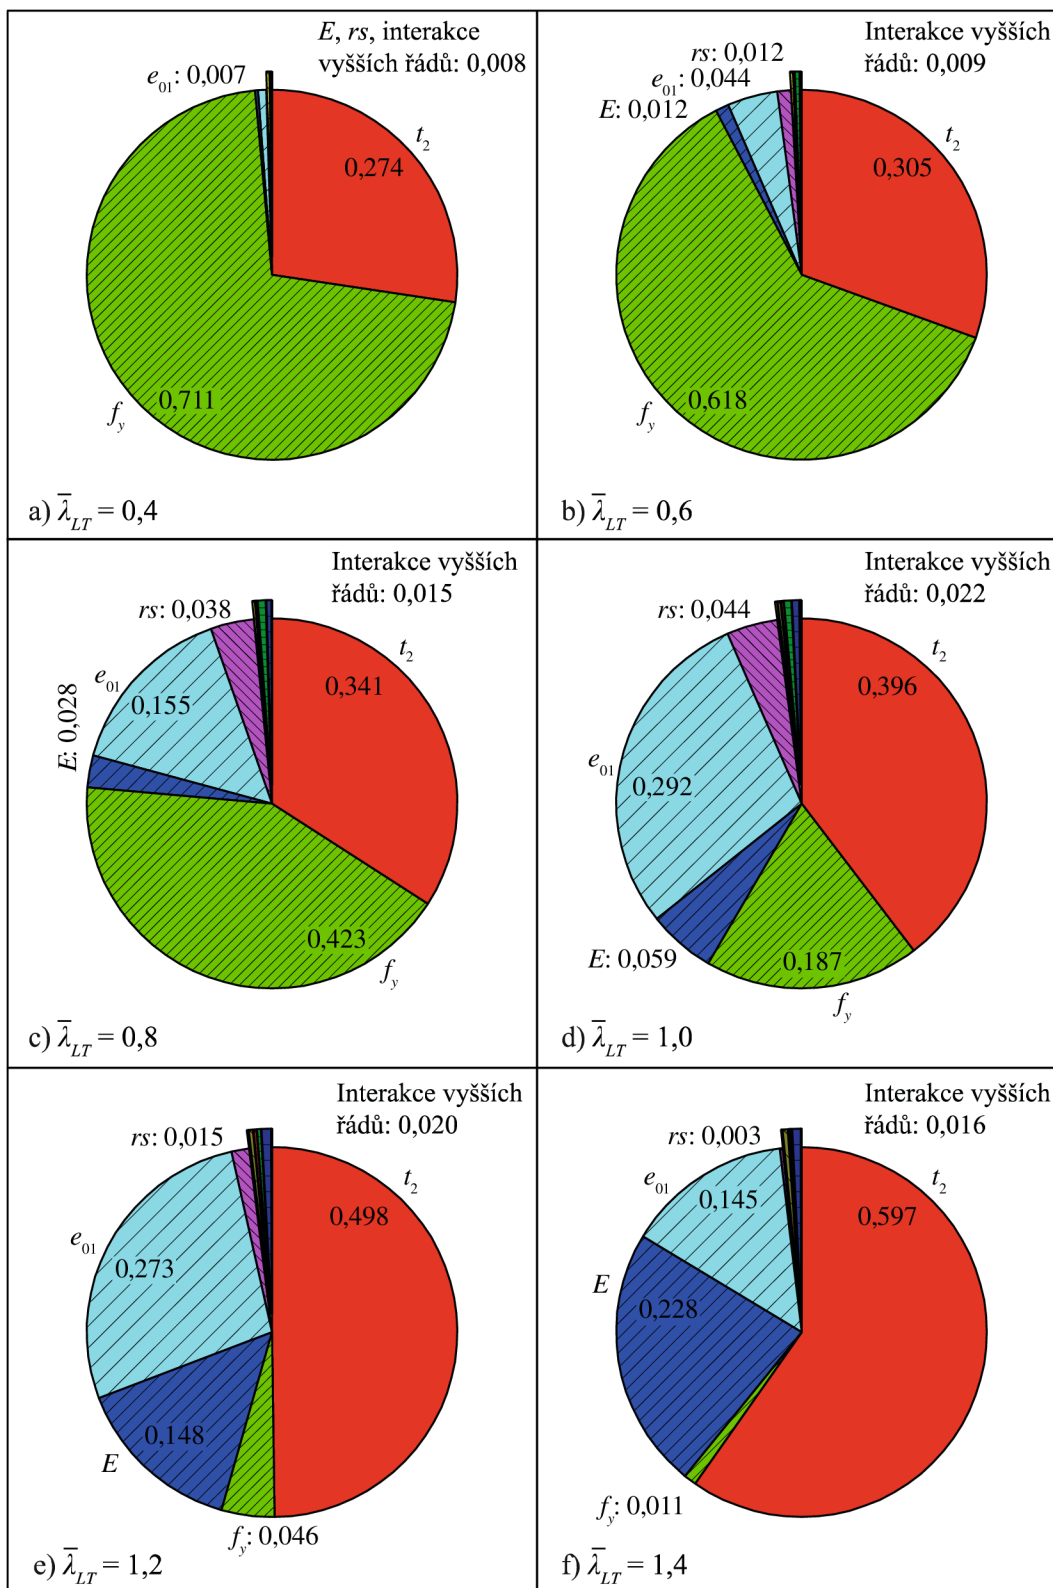 E, rs, interakce
vyšších řádů: 0,008
e01: 0,007
t2
0,274
0,711
fy
a) λ̅LT = 0,4
Interakce vyšších
řádů: 0,009
rs: 0,012
e01: 0,044
E: 0,012
t2
0,305
0,618
fy
b) λ̅LT = 0,6
Interakce vyšších
řádů: 0,015
rs: 0,038
t2
e01
0,341
0,155
E: 0,028
0,423
fy
c) λ̅LT = 0,8
Interakce vyšších
řádů: 0,022
rs: 0,044
t2
0,396
e01
0,292
E: 0,059
0,187
fy
d) λ̅LT = 1,0
Interakce vyšších
řádů: 0,020
rs: 0,015
t2
0,498
e01
0,273
0,148
E
fy: 0,046
e) λ̅LT = 1,2
Interakce vyšších
řádů: 0,016
rs: 0,003
t2
e01
0,145
0,597
E
0,228
fy: 0,011
f) λ̅LT = 1,4